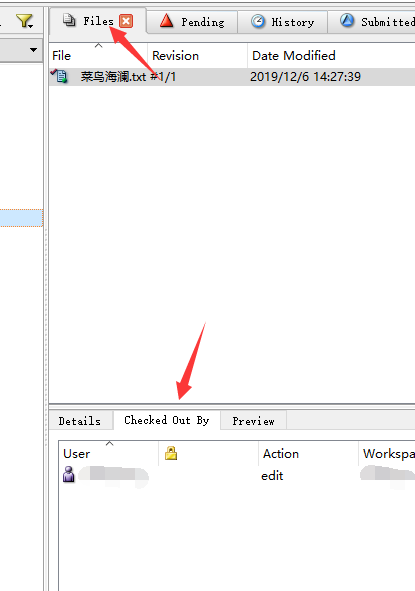 Files Pending History Submitted
File Revision Date Modified
菜鸟海澜.txt #1/1 2019/12/6 14:27:39
Details Checked Out By Preview
User Action Workspa
edit